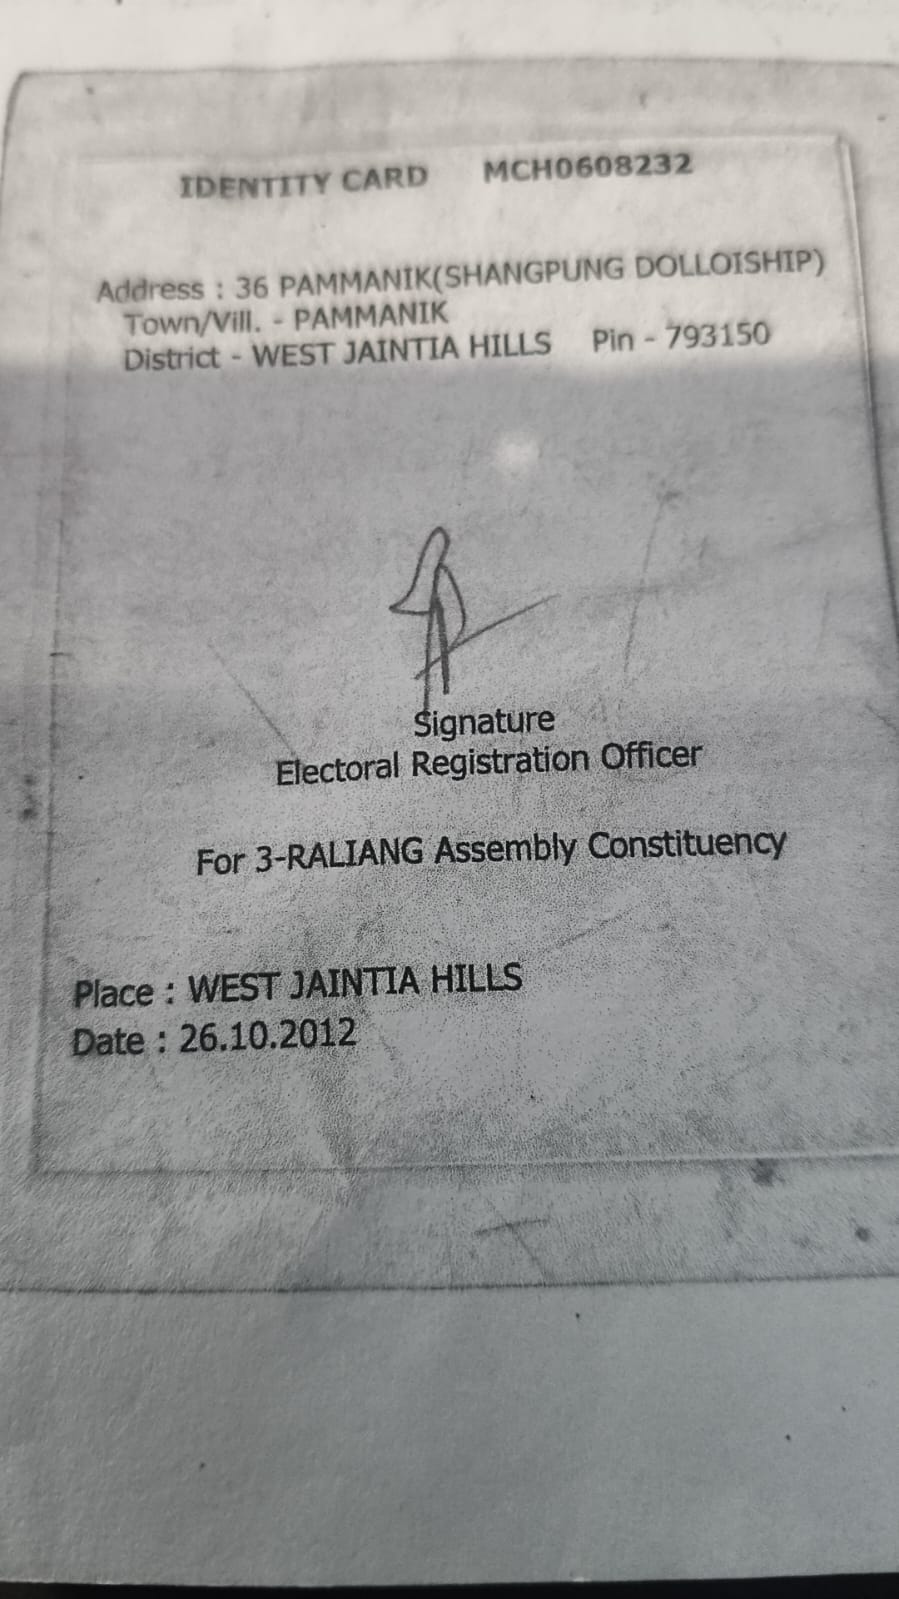 IDENTITY CARD MCH0608232
Address : 36 PAMMANIK(SHANGPUNG DOLLOISHIP)
Town/Vill. - PAMMANIK
District - WEST JAINTIA HILLS Pin - 793150
Signature
Electoral Registration Officer
For 3-RALIANG Assembly Constituency
Place : WEST JAINTIA HILLS
Date : 26.10.2012